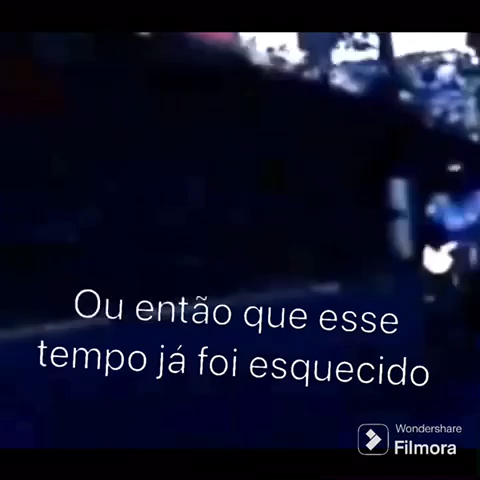 Ou então que esse
tempo já foi esquecido
Wondershare
Filmora